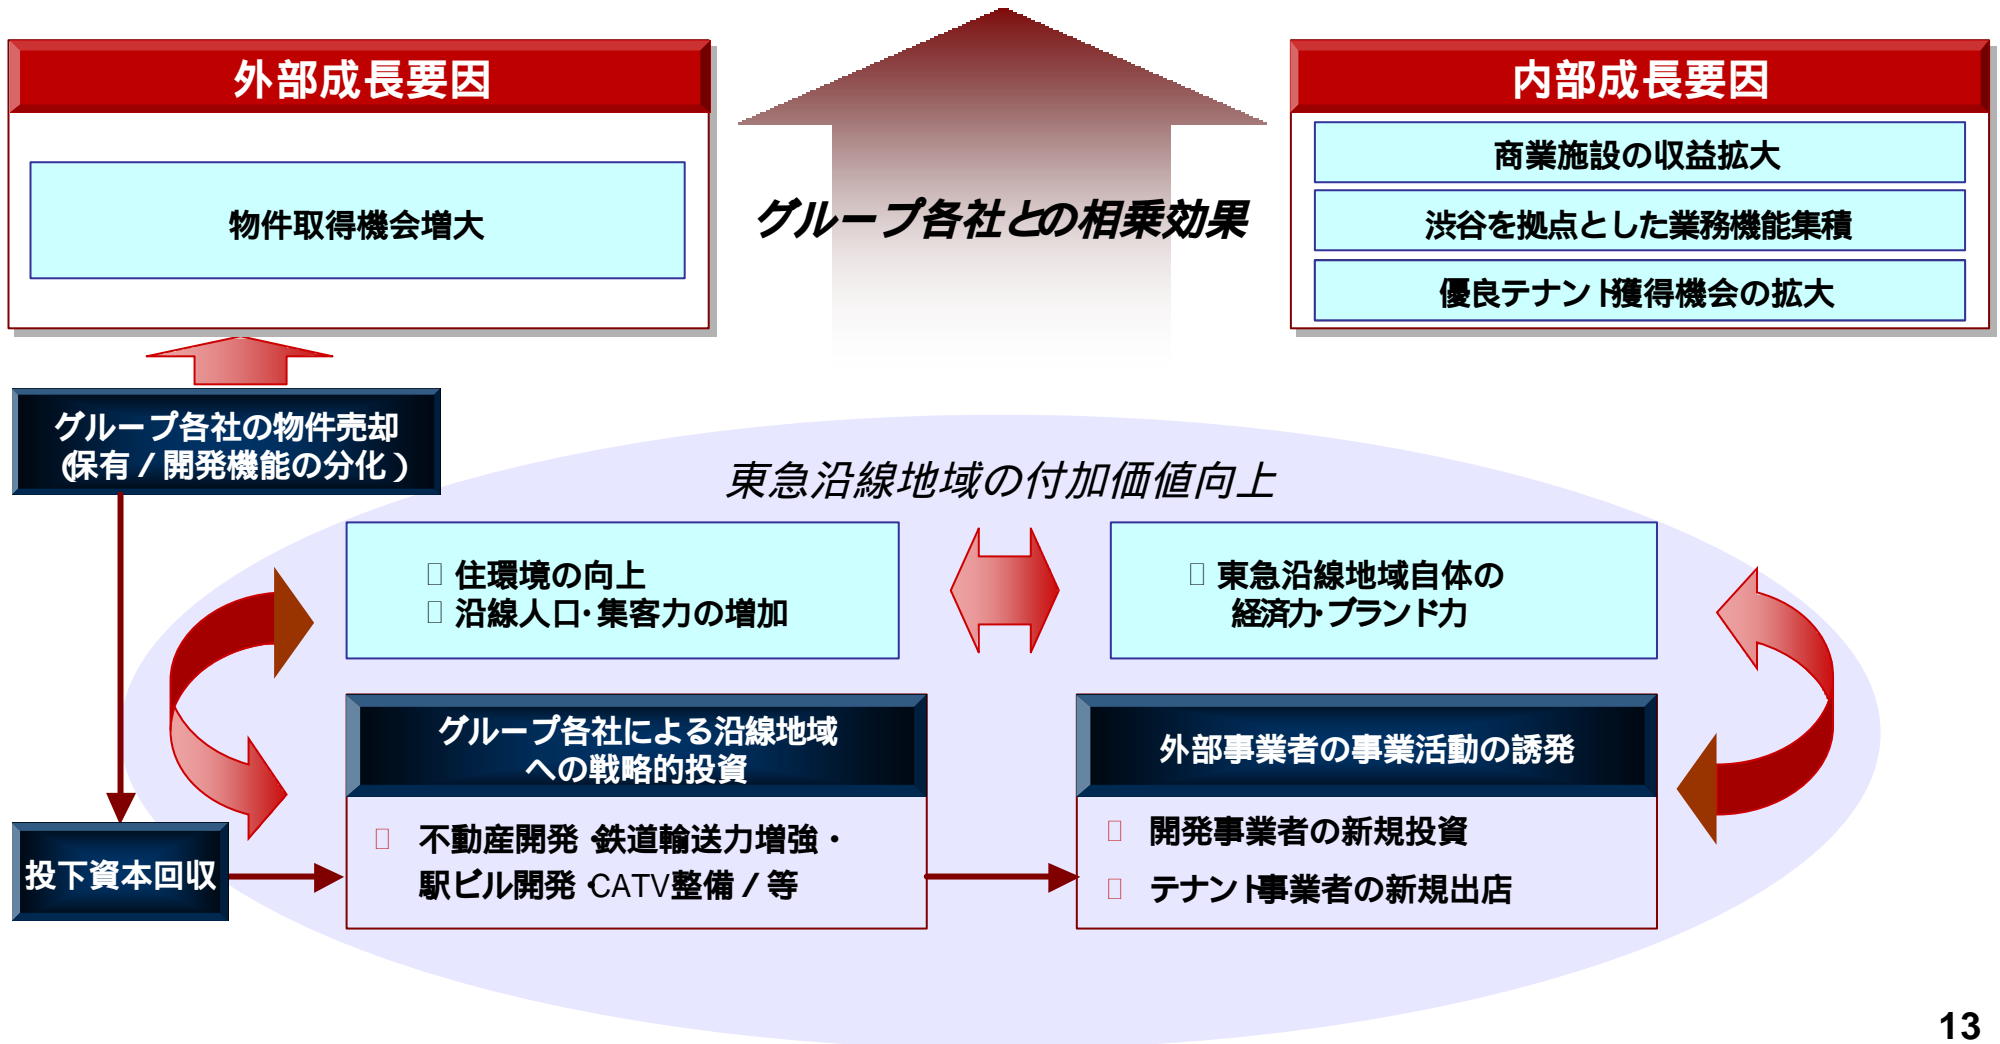 外部成長要因
物件取得機会増大
グループ各社との相乗効果
内部成長要因
商業施設の収益拡大
渋谷を拠点とした業務機能集積
優良テナント獲得機会の拡大
グループ各社の物件売却
(保有/開発機能の分化)
東急沿線地域の付加価値向上
住環境の向上
沿線人口・集客力の増加
東急沿線地域自体の
経済力・ブランド力
グループ各社による沿線地域
への戦略的投資
不動産開発・鉄道輸送力増強・
駅ビル開発・CATV整備/等
外部事業者の事業活動の誘発
開発事業者の新規投資
テナント事業者の新規出店
投下資本回収
13